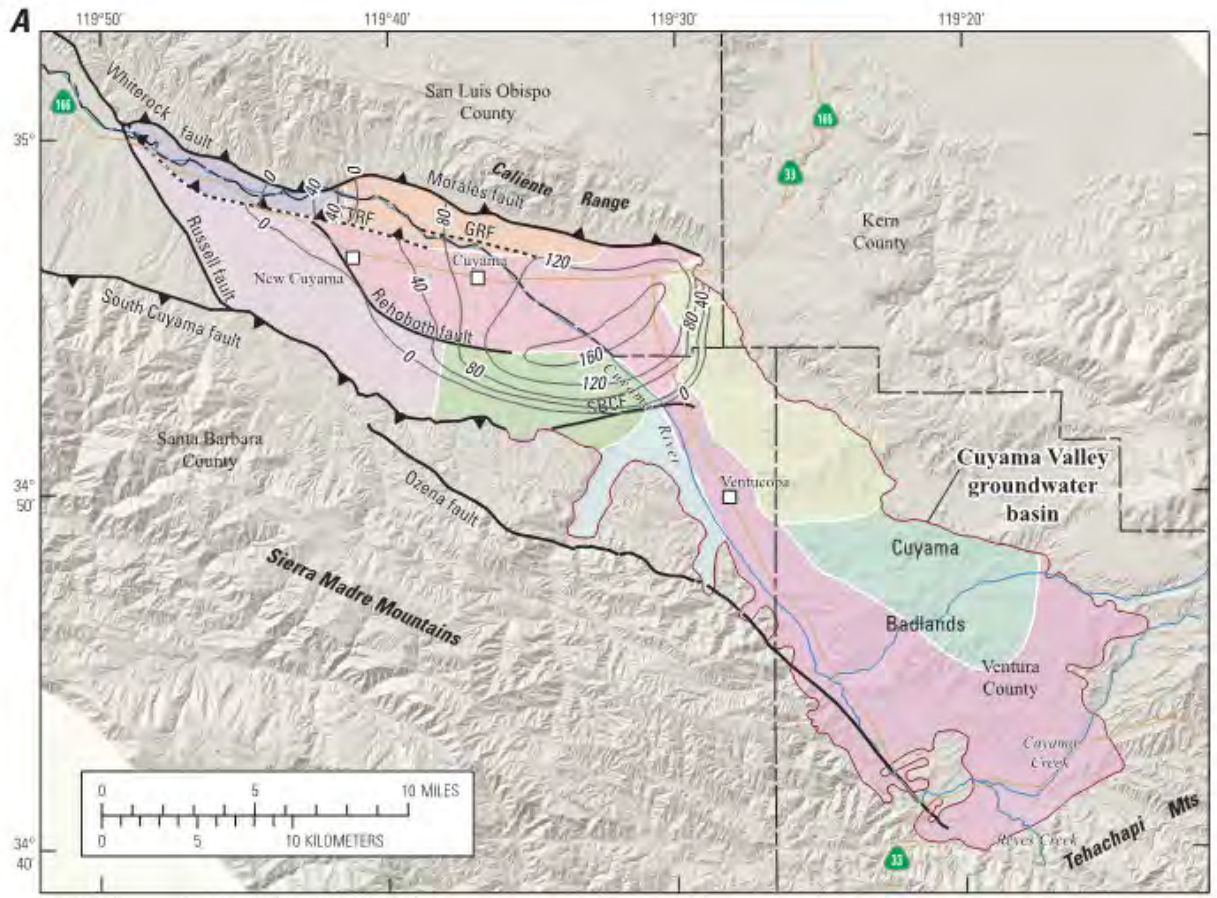 A
119°50'
119°40'
119°30'
119°20'
166
Whiterock fault
San Luis Obispo
County
166
33
35°
Caliente Range
Morales fault
Kern
County
0
40
0
40
80
TRF
GRF
0
Russell fault
New Cuyama
Cuyama
120
40
80
40
South Cuyama fault
Rehoboth fault
0
80
160
120
Cuyama
River
0
SBCF
Santa Barbara
County
Ozena fault
34°
50'
Ventucopa
Cuyama Valley
groundwater
basin
Cuyama
Badlands
Sierra Madre Mountains
Ventura
County
Cuyama
Creek
0 5 10 MILES
0 5 10 KILOMETERS
34°
40'
Reyes Creek
Tehachapi Mts
33